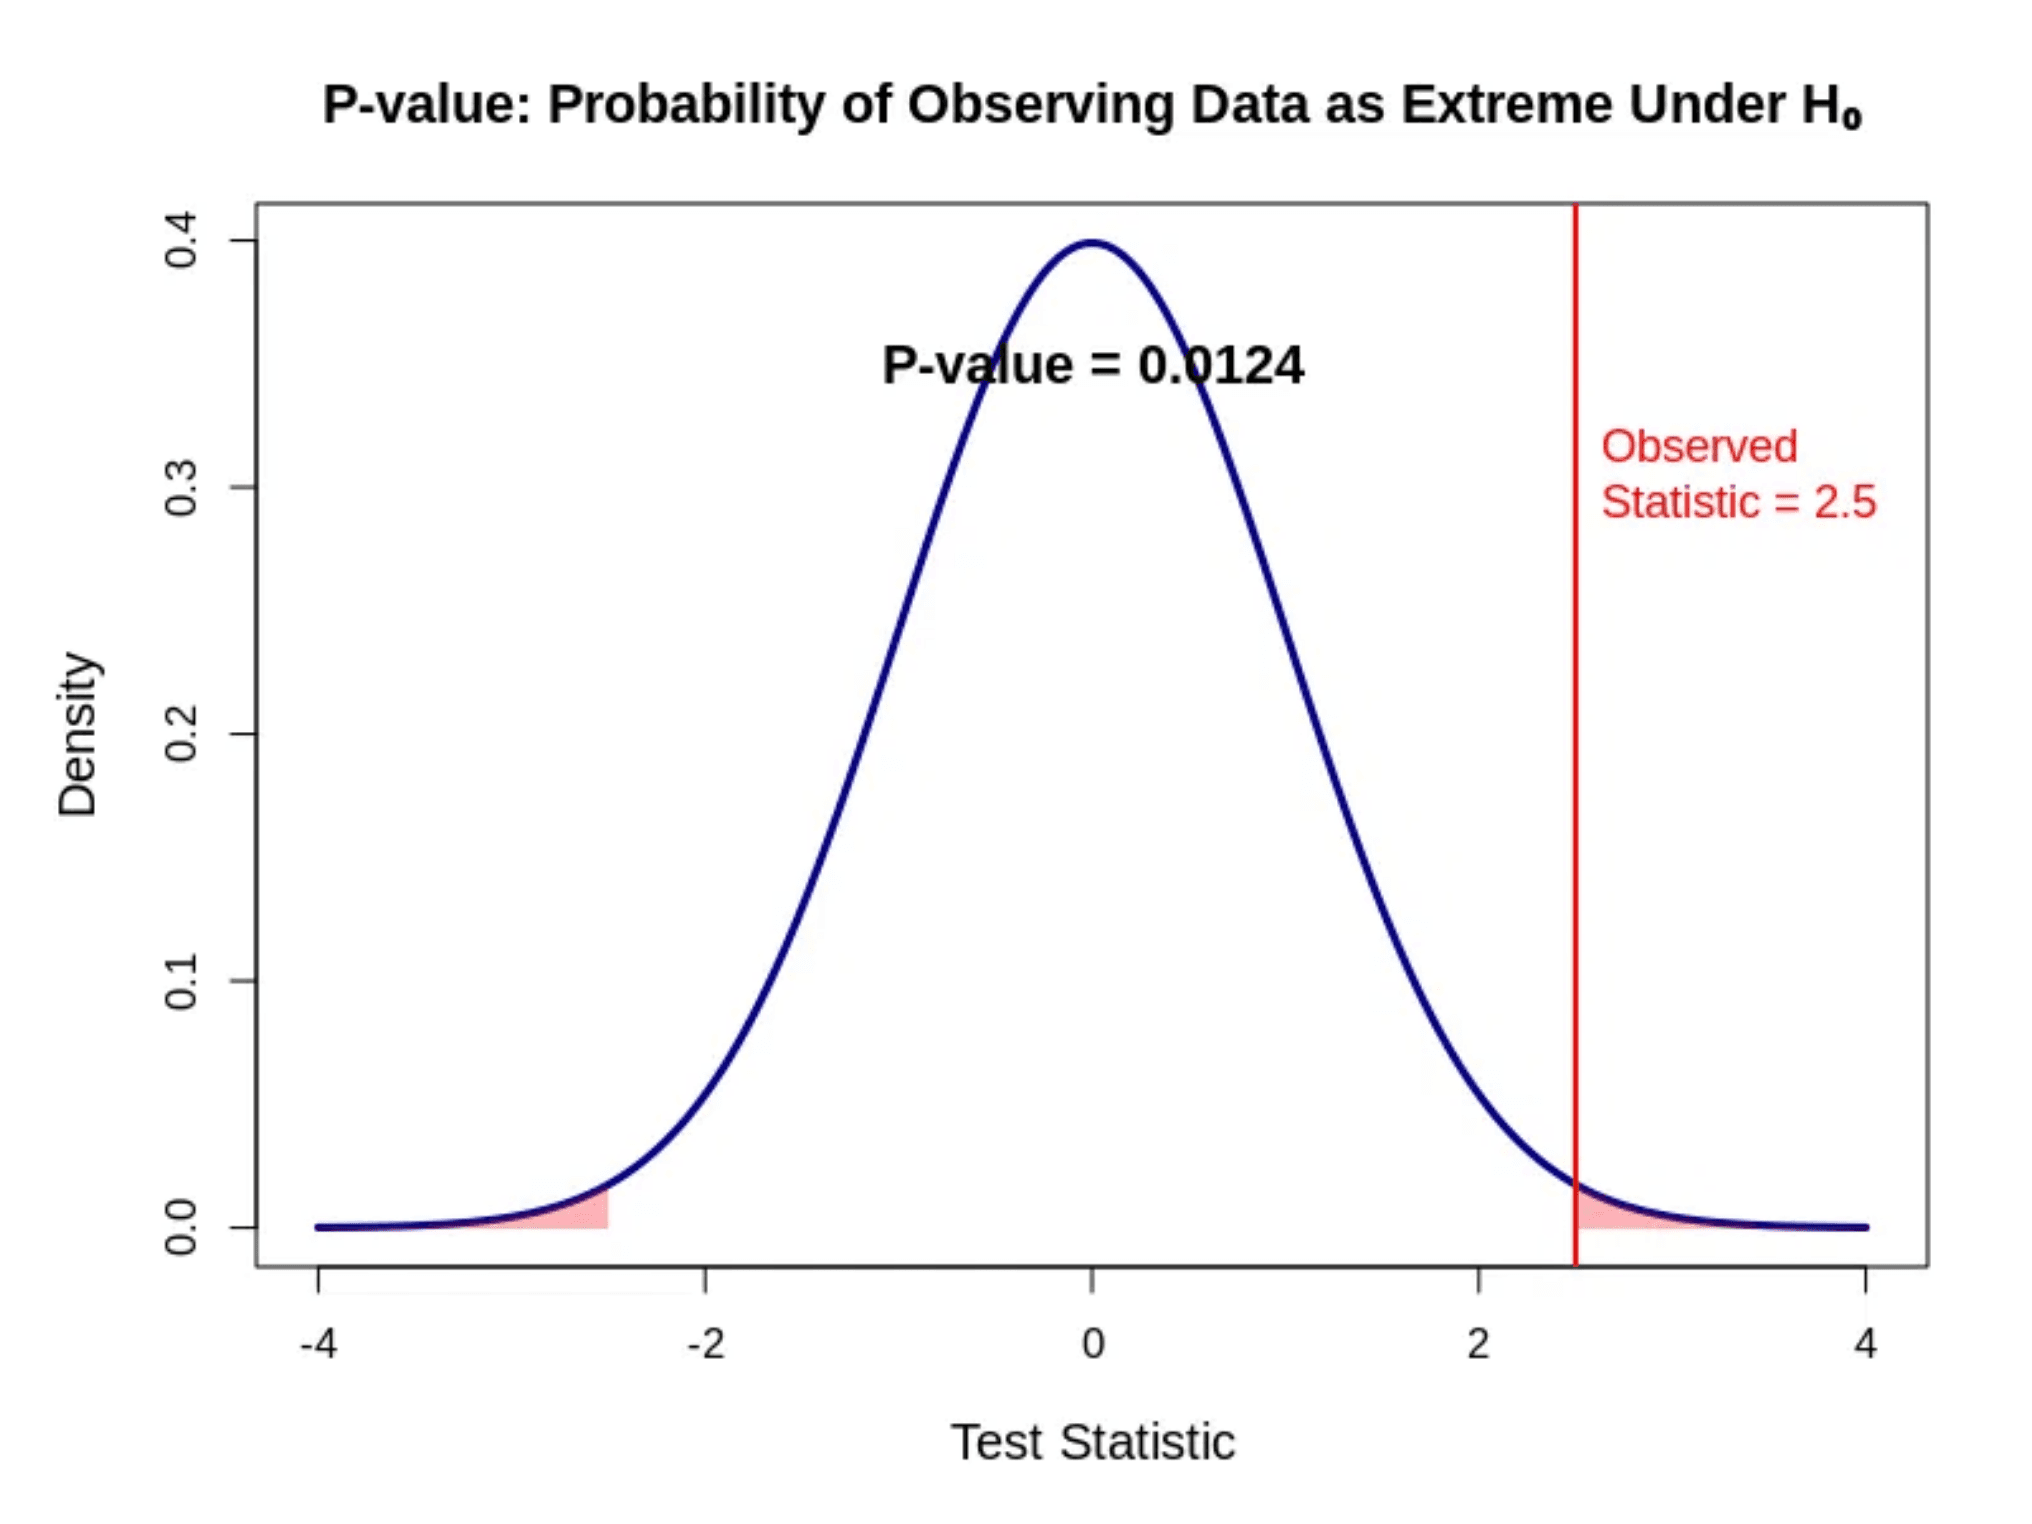 P-value: Probability of Observing Data as Extreme Under H₀
0.4
P-value = 0.0124
Observed
Statistic = 2.5
0.3
0.2
Density
0.1
0.0
-4 -2 0 2 4
Test Statistic